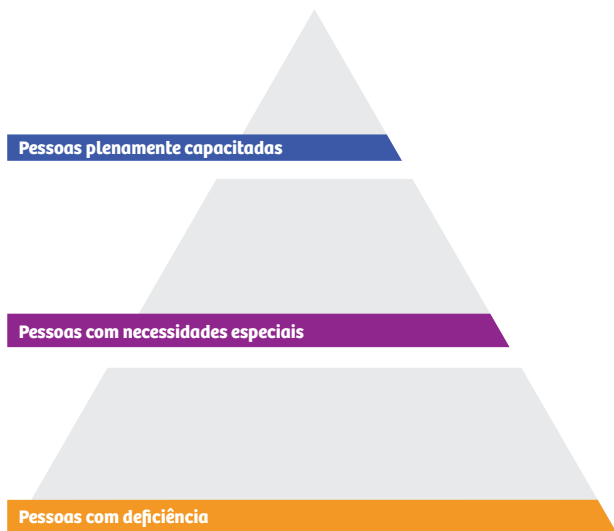 Pessoas plenamente capacitadas
Pessoas com necessidades especiais
Pessoas com deficiência